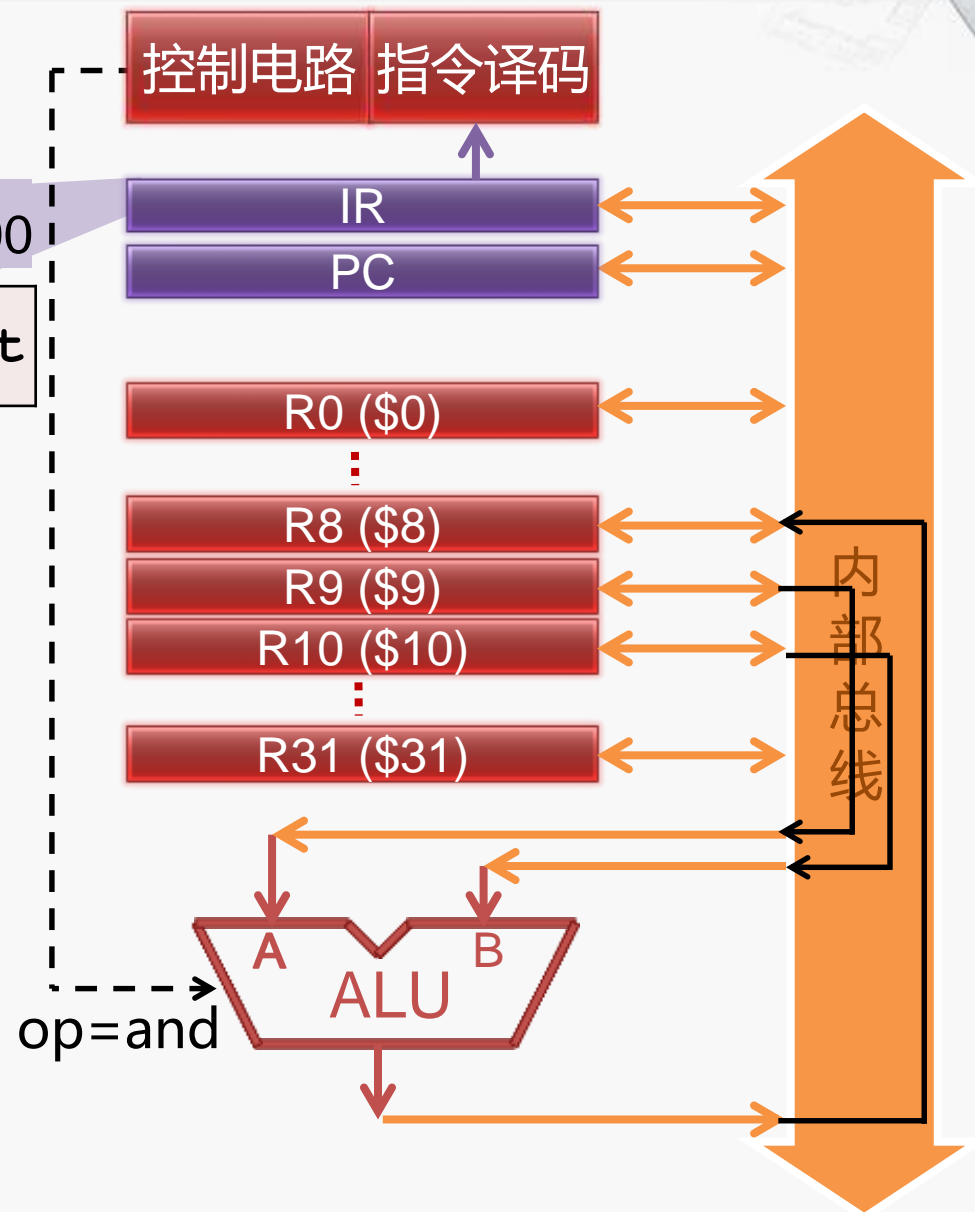 控制电路 指令译码
IR
00
PC
t
R0 ($0)
R8 ($8)
R9 ($9)
R10 ($10)
R31 ($31)
内部总线
A B
ALU
op=and